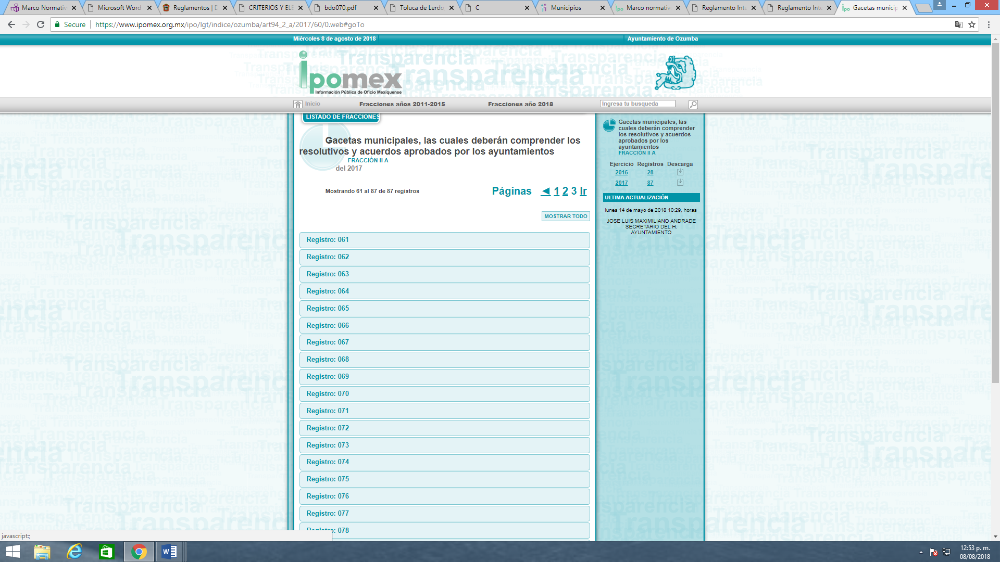 Marco Normativ
Microsoft Word
Reglamentos | D
CRITERIOS Y ELE
bdo070.pdf
Toluca de Lerdo
C
Municipios
Marco normativ
Reglamento Inte
Reglamento Inte
Gacetas municip
Secure
https://www.ipomex.org.mx/ipo/lgt/indice/ozumba/art94_2_a/2017/60/0.web#goTo
Miércoles 8 de agosto de 2018
Ayuntamiento de Ozumba
Transparencia
ipomex
Información Pública de Oficio Mexiquense
Inicio
Fracciones años 2011-2015
Fracciones año 2018
Ingresa tu busqueda
LISTADO DE FRACCIONES
Gacetas municipales, las cuales deberán comprender los
resolutivos y acuerdos aprobados por los ayuntamientos
FRACCIÓN II A
del 2017
Mostrando 61 al 87 de 87 registros
Páginas ◄ 1 2 3 Ir
MOSTRAR TODO
Registro: 061
Registro: 062
Registro: 063
Registro: 064
Registro: 065
Registro: 066
Registro: 067
Registro: 068
Registro: 069
Registro: 070
Registro: 071
Registro: 072
Registro: 073
Registro: 074
Registro: 075
Registro: 076
Registro: 077
Registro: 078
Gacetas municipales, las
cuales deberán comprender
los resolutivos y acuerdos
aprobados por los
ayuntamientos
FRACCIÓN II A
Ejercicio Registros Descarga
2016 28
2017 87
ULTIMA ACTUALIZACIÓN
lunes 14 de mayo de 2018 10:29, horas
JOSE LUIS MAXIMILIANO ANDRADE
SECRETARIO DEL H.
AYUNTAMIENTO
javascript:;
12:53 p. m.
08/08/2018